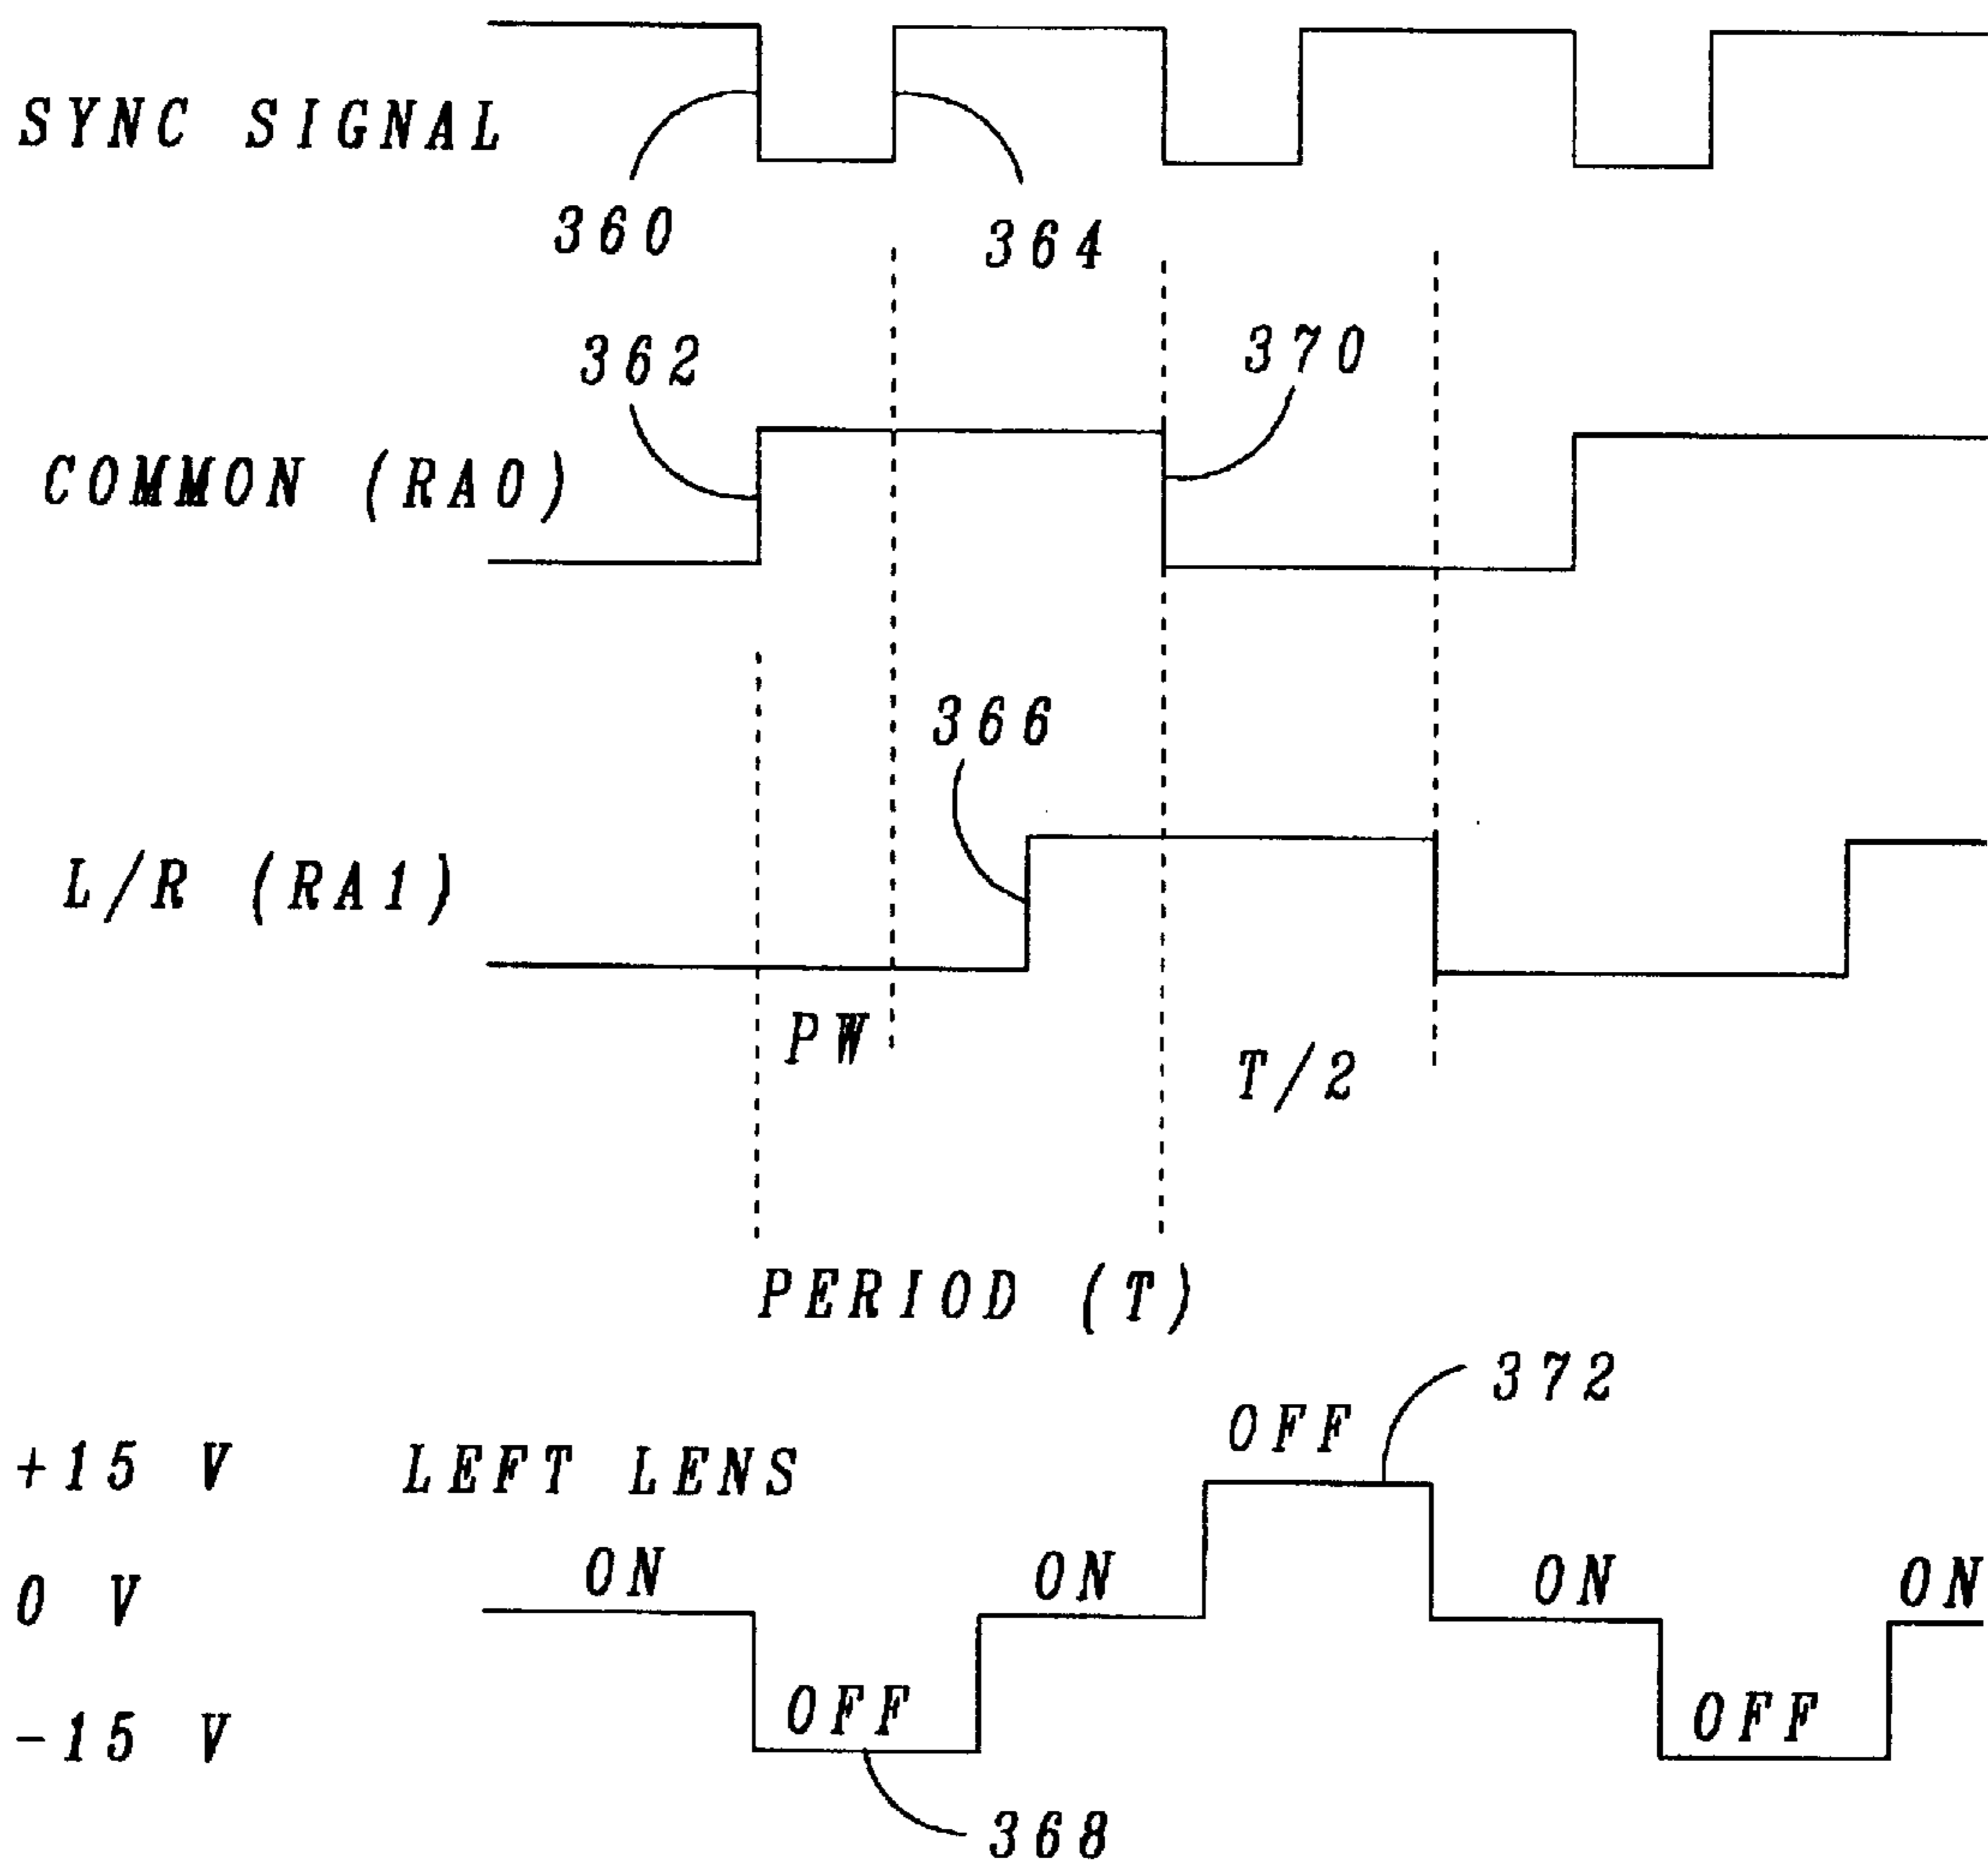 SYNC SIGNAL
360
364
362
370
COMMON (RA0)
366
L/R (RA1)
PW
T/2
PERIOD (T)
372
OFF
+15 V LEFT LENS
ON
ON
ON
ON
0 V
OFF
OFF
-15 V
368